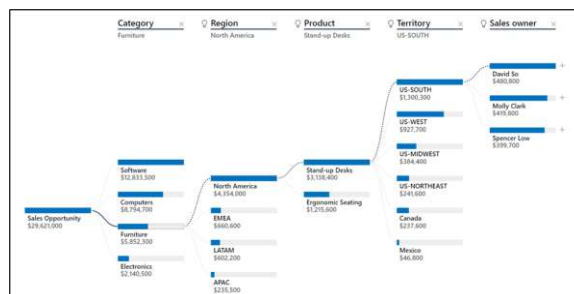 Category × Region × Product × Territory × Sales owner ×
Furniture North America Stand-up Desks US-SOUTH
David So
$480,800
US-SOUTH
$1,300,300
Molly Clark
$419,800
US-WEST
$927,700
Spencer Low
$399,700
US-MIDWEST
$384,400
Software
$12,833,500
Stand-up Desks
$3,138,400
North America
$4,354,000
US-NORTHEAST
$241,600
Computers
$8,794,700
Ergonomic Seating
$1,215,600
Sales Opportunity
$29,621,000
EMEA
$660,600
Canada
$237,600
Furniture
$5,852,300
LATAM
$602,200
Mexico
$46,800
Electronics
$2,140,500
APAC
$235,500